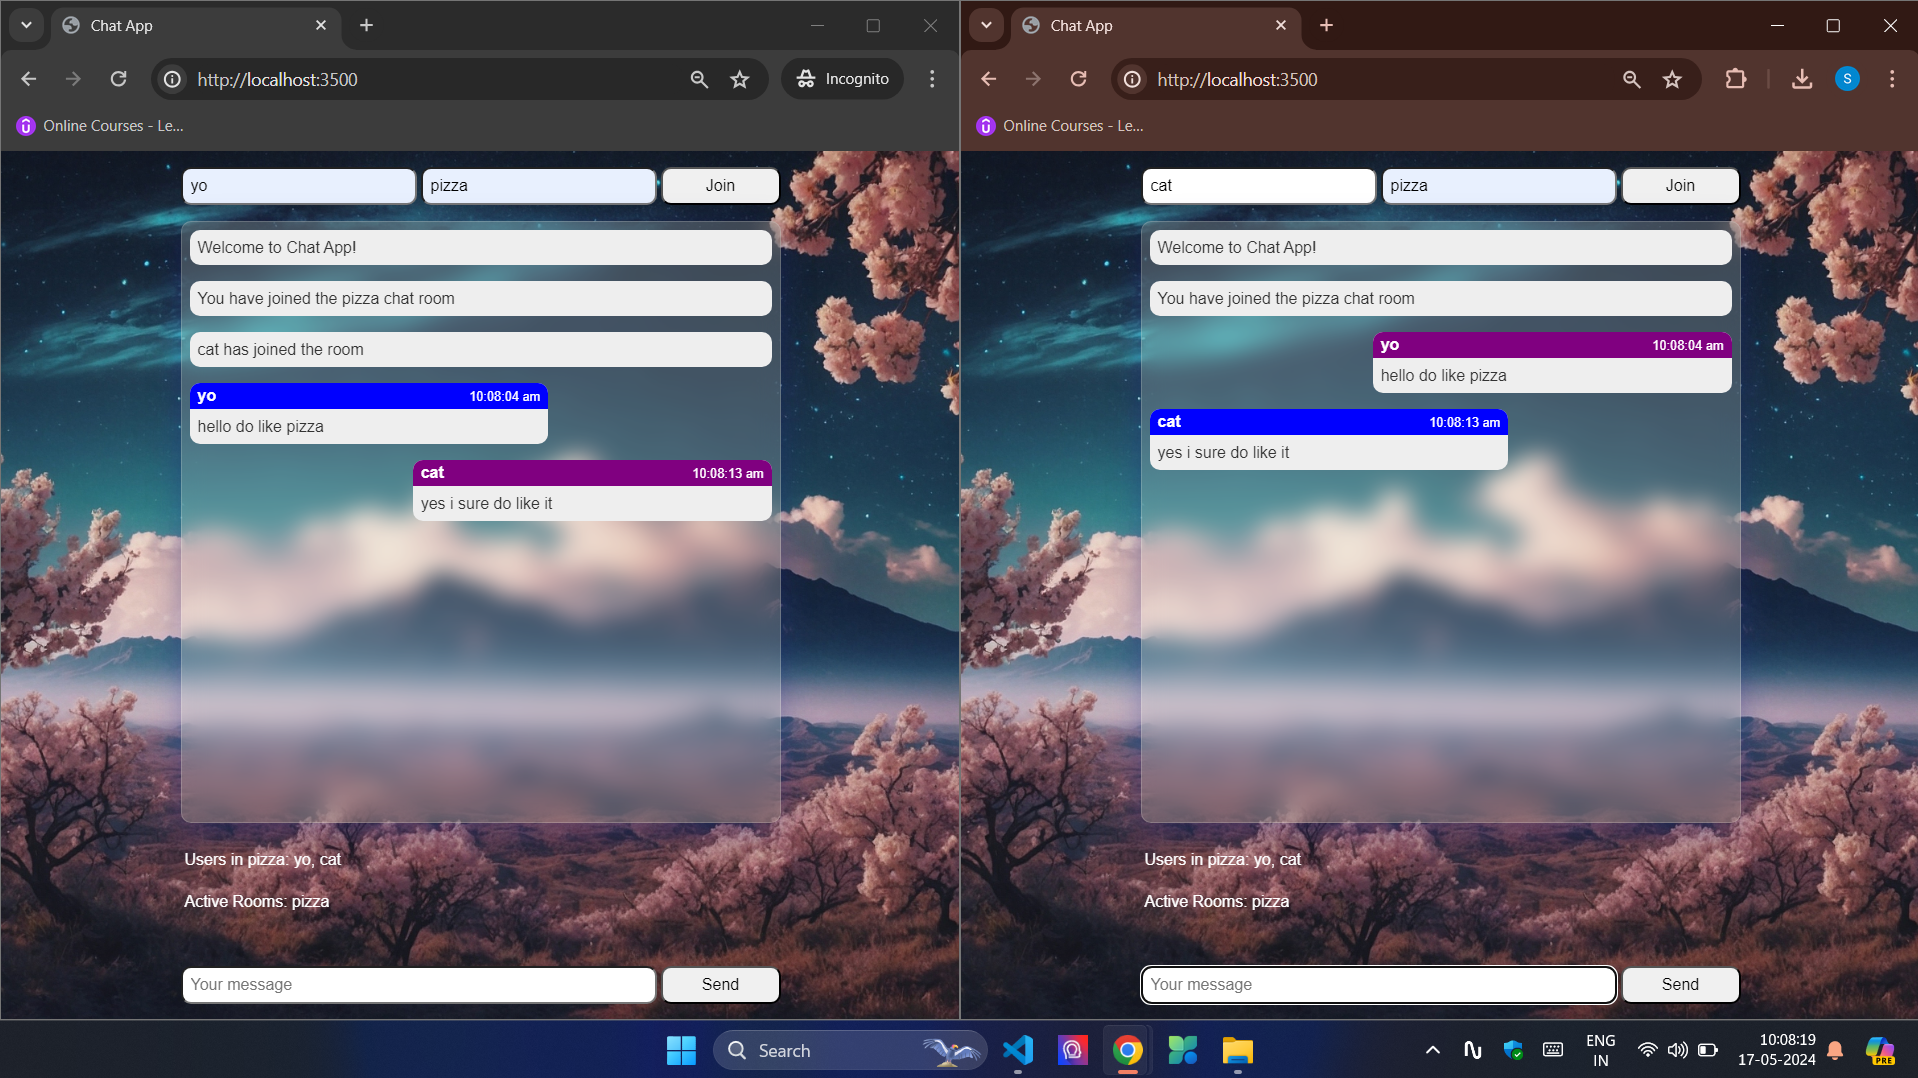 Chat App
http://localhost:3500
Incognito
Online Courses - Le...
yo
pizza
Join
Welcome to Chat App!
You have joined the pizza chat room
cat has joined the room
yo 10:08:04 am
hello do like pizza
cat 10:08:13 am
yes i sure do like it
Users in pizza: yo, cat
Active Rooms: pizza
Your message
Send
Chat App
http://localhost:3500
S
Online Courses - Le...
cat
pizza
Join
Welcome to Chat App!
You have joined the pizza chat room
yo 10:08:04 am
hello do like pizza
cat 10:08:13 am
yes i sure do like it
Users in pizza: yo, cat
Active Rooms: pizza
Your message
Send
Search
ENG
IN
10:08:19
17-05-2024
PRE